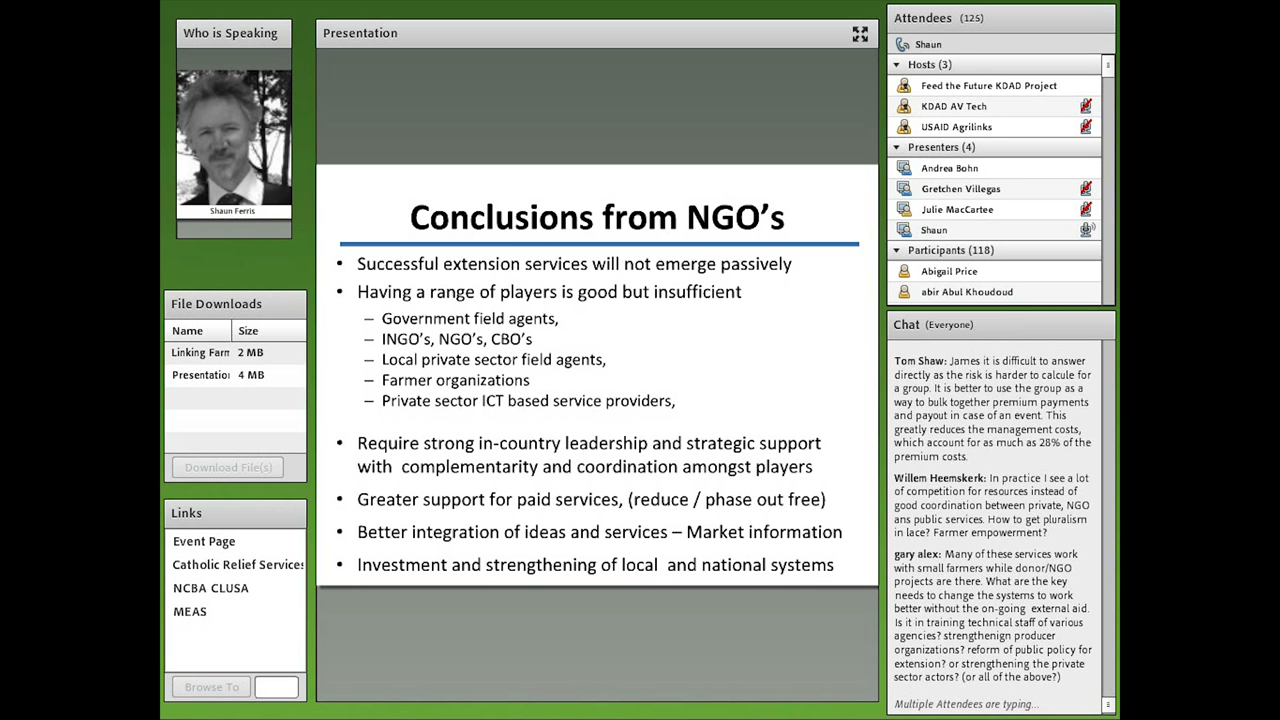 Who is Speaking
Shaun Ferris
File Downloads
Name Size
Linking Farm 2 MB
Presentation 4 MB
Download File(s)
Links
Event Page
Catholic Relief Services
NCBA CLUSA
MEAS
Browse To
Presentation
Conclusions from NGO's
• Successful extension services will not emerge passively
• Having a range of players is good but insufficient
– Government field agents,
– INGO's, NGO's, CBO's
– Local private sector field agents,
– Farmer organizations
– Private sector ICT based service providers,
• Require strong in-country leadership and strategic support
with complementarity and coordination amongst players
• Greater support for paid services, (reduce / phase out free)
• Better integration of ideas and services – Market information
• Investment and strengthening of local and national systems
Attendees (125)
Shaun
Hosts (3)
Feed the Future KDAD Project
KDAD AV Tech
USAID Agrilinks
Presenters (4)
Andrea Bohn
Gretchen Villegas
Julie MacCartee
Shaun
Participants (118)
Abigail Price
abir Abul Khoudoud
Chat (Everyone)
Tom Shaw: James it is difficult to answer
directly as the risk is harder to calcule for
a group. It is better to use the group as a
way to bulk together premium payments
and payout in case of an event. This
greatly reduces the management costs,
which account for as much as 28% of the
premium costs.
Willem Heemskerk: In practice I see a lot
of competition for resources instead of
good coordination between private, NGO
ans public services. How to get pluralism
in lace? Farmer empowerment?
gary alex: Many of these services work
with small farmers while donor/NGO
projects are there. What are the key
needs to change the systems to work
better without the on-going external aid.
Is it in training technical staff of various
agencies? strengthenign producer
organizations? reform of public policy for
extension? or strengthening the private
sector actors? (or all of the above?)
Multiple Attendees are typing...